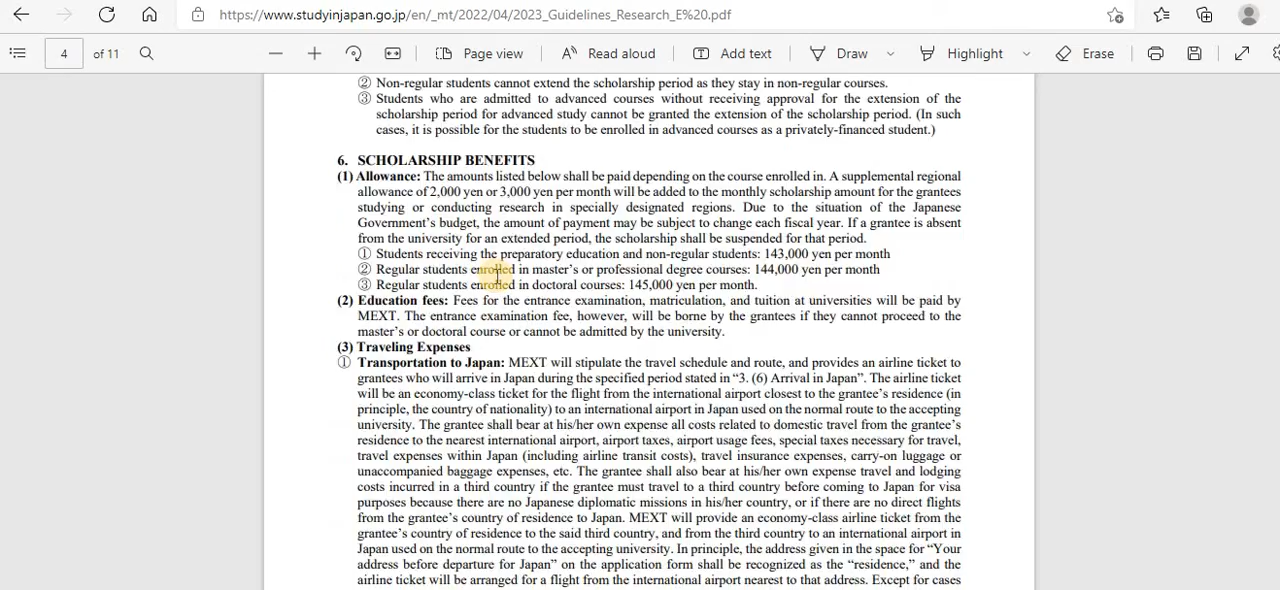 https://www.studyinjapan.go.jp/en/_mt/2022/04/2023_Guidelines_Research_E%20.pdf
4 of 11 Page view Read aloud Add text Draw Highlight Erase
② Non-regular students cannot extend the scholarship period as they stay in non-regular courses.
③ Students who are admitted to advanced courses without receiving approval for the extension of the
scholarship period for advanced study cannot be granted the extension of the scholarship period. (In such
cases, it is possible for the students to be enrolled in advanced courses as a privately-financed student.)
6. SCHOLARSHIP BENEFITS
(1) Allowance: The amounts listed below shall be paid depending on the course enrolled in. A supplemental regional
allowance of 2,000 yen or 3,000 yen per month will be added to the monthly scholarship amount for the grantees
studying or conducting research in specially designated regions. Due to the situation of the Japanese
Government's budget, the amount of payment may be subject to change each fiscal year. If a grantee is absent
from the university for an extended period, the scholarship shall be suspended for that period.
① Students receiving the preparatory education and non-regular students: 143,000 yen per month
② Regular students enrolled in master's or professional degree courses: 144,000 yen per month
③ Regular students enrolled in doctoral courses: 145,000 yen per month.
(2) Education fees: Fees for the entrance examination, matriculation, and tuition at universities will be paid by
MEXT. The entrance examination fee, however, will be borne by the grantees if they cannot proceed to the
master's or doctoral course or cannot be admitted by the university.
(3) Traveling Expenses
① Transportation to Japan: MEXT will stipulate the travel schedule and route, and provides an airline ticket to
grantees who will arrive in Japan during the specified period stated in "3. (6) Arrival in Japan". The airline ticket
will be an economy-class ticket for the flight from the international airport closest to the grantee's residence (in
principle, the country of nationality) to an international airport in Japan used on the normal route to the accepting
university. The grantee shall bear at his/her own expense all costs related to domestic travel from the grantee's
residence to the nearest international airport, airport taxes, airport usage fees, special taxes necessary for travel,
travel expenses within Japan (including airline transit costs), travel insurance expenses, carry-on luggage or
unaccompanied baggage expenses, etc. The grantee shall also bear at his/her own expense travel and lodging
costs incurred in a third country if the grantee must travel to a third country before coming to Japan for visa
purposes because there are no Japanese diplomatic missions in his/her country, or if there are no direct flights
from the grantee's country of residence to Japan. MEXT will provide an economy-class airline ticket from the
grantee's country of residence to the said third country, and from the third country to an international airport in
Japan used on the normal route to the accepting university. In principle, the address given in the space for "Your
address before departure for Japan" on the application form shall be recognized as the "residence," and the
airline ticket will be arranged for a flight from the international airport nearest to that address. Except for cases